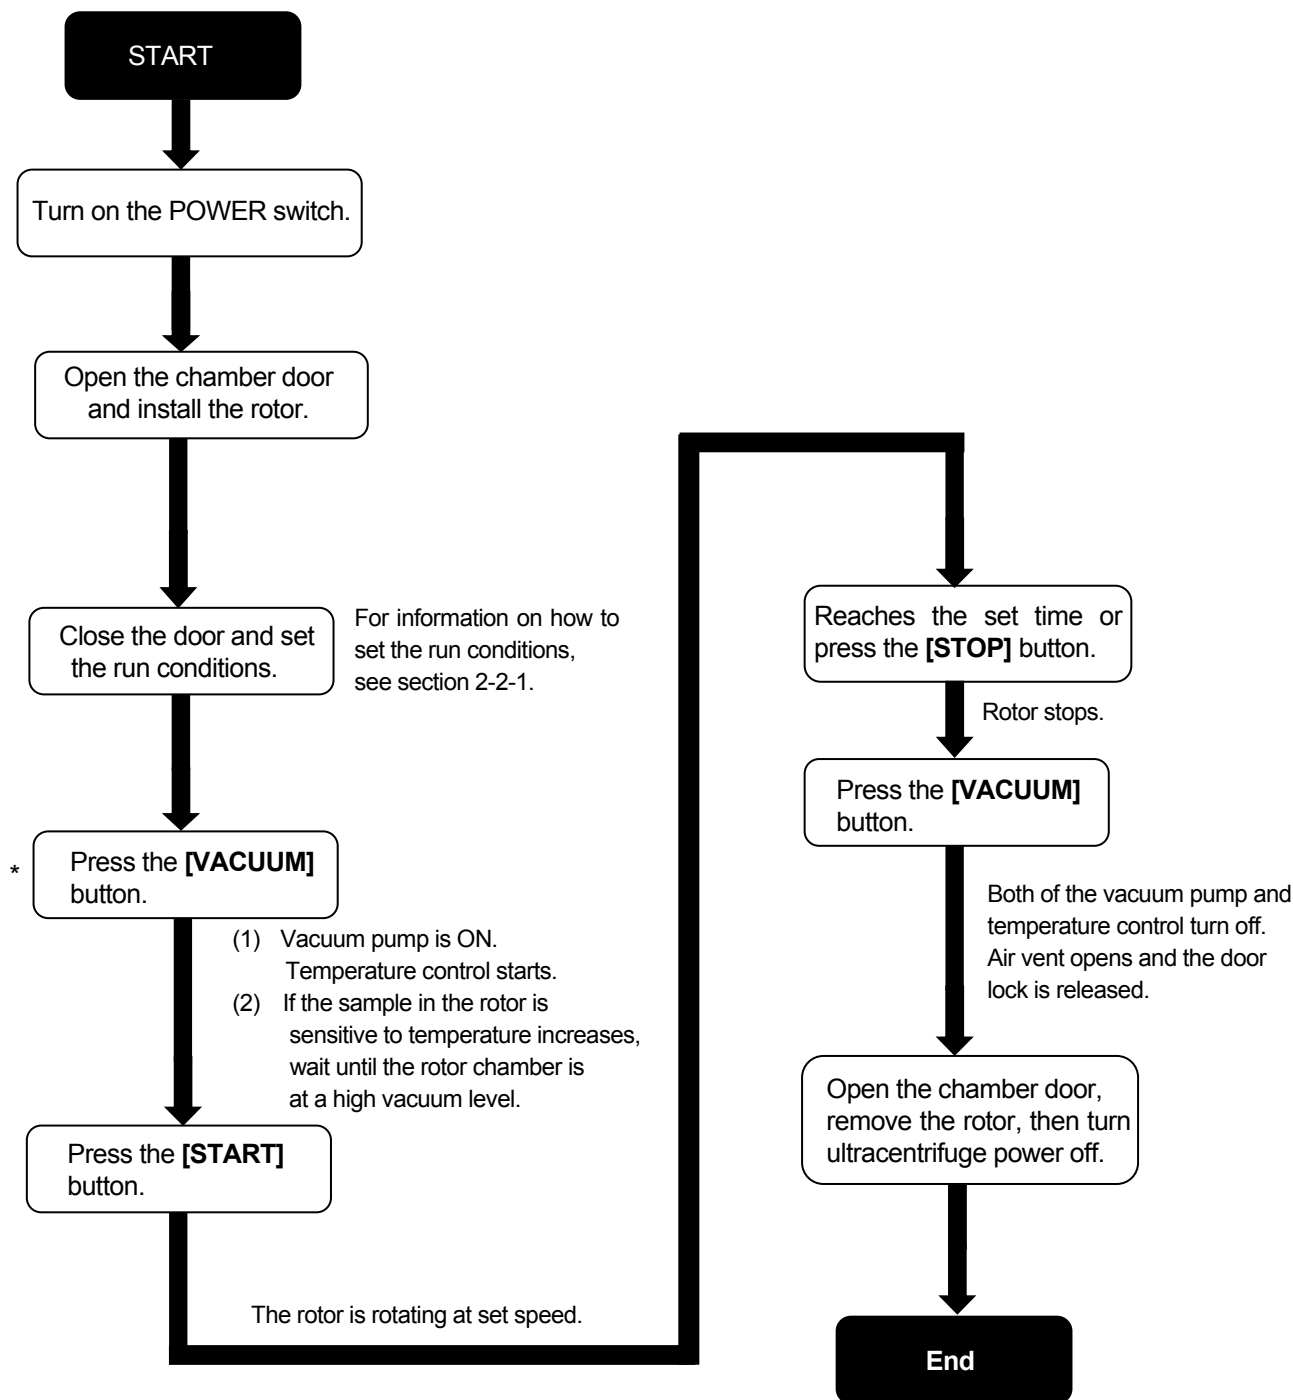 START
Turn on the POWER switch.
Open the chamber door
and install the rotor.
Close the door and set
the run conditions.
For information on how to
set the run conditions,
see section 2-2-1.
*
Press the [VACUUM]
button.
(1) Vacuum pump is ON.
Temperature control starts.
(2) If the sample in the rotor is
sensitive to temperature increases,
wait until the rotor chamber is
at a high vacuum level.
Press the [START]
button.
The rotor is rotating at set speed.
Reaches the set time or
press the [STOP] button.
Rotor stops.
Press the [VACUUM]
button.
Both of the vacuum pump and
temperature control turn off.
Air vent opens and the door
lock is released.
Open the chamber door,
remove the rotor, then turn
ultracentrifuge power off.
End